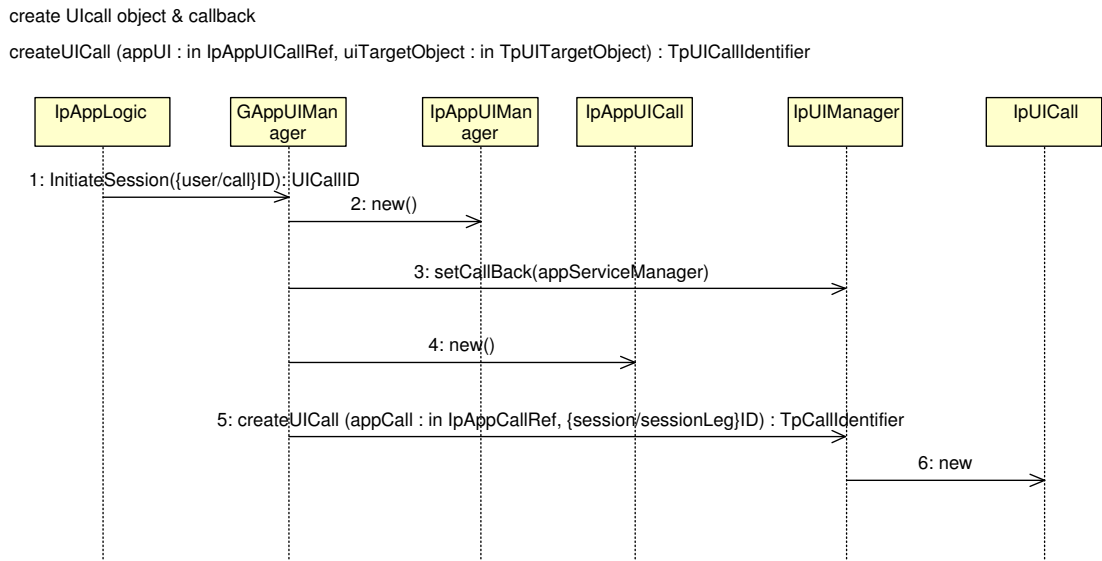 create UIcall object & callback
createUICall (appUI : in IpAppUICallRef, uiTargetObject : in TpUITargetObject) : TpUICallIdentifier
IpAppLogic
GAppUIMan
ager
IpAppUIMan
ager
IpAppUICall
IpUIManager
IpUICall
1: InitiateSession({user/call}ID): UICallID
2: new()
3: setCallBack(appServiceManager)
4: new()
5: createUICall (appCall : in IpAppCallRef, {session/sessionLeg}ID) : TpCallIdentifier
6: new